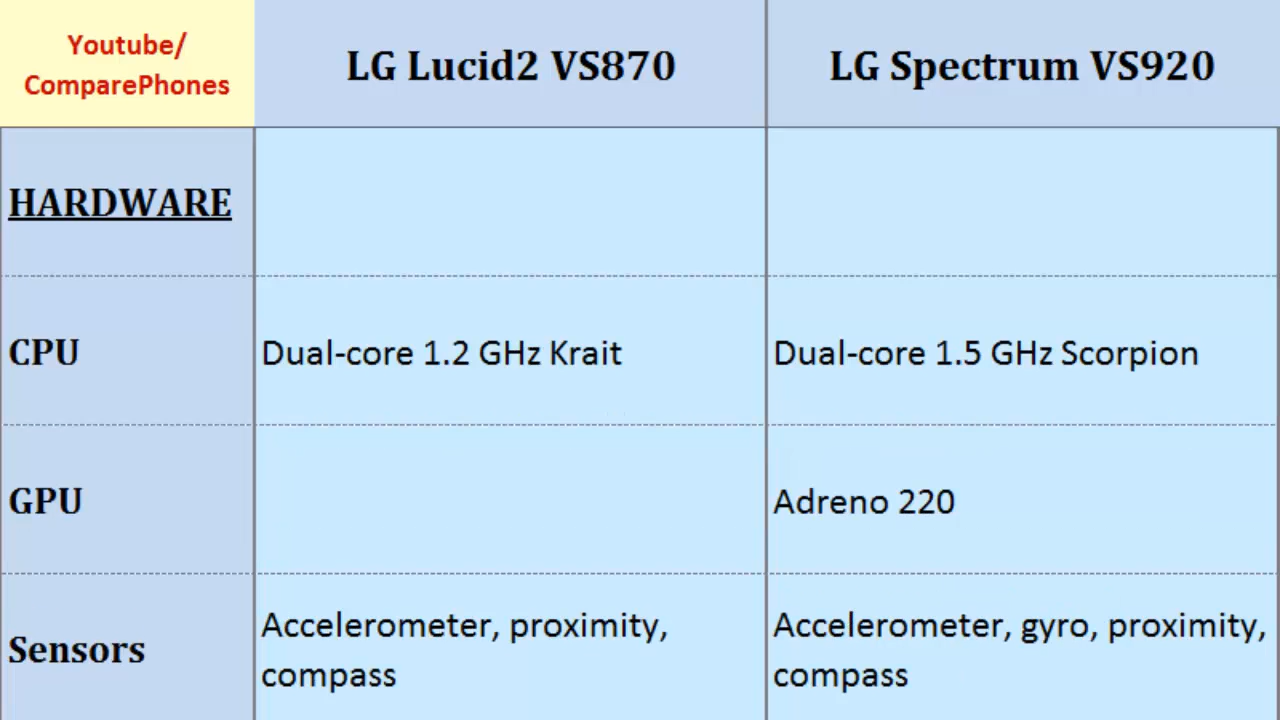 Youtube/
ComparePhones
LG Lucid2 VS870
LG Spectrum VS920
HARDWARE
CPU
Dual-core 1.2 GHz Krait
Dual-core 1.5 GHz Scorpion
GPU
Adreno 220
Sensors
Accelerometer, proximity,
compass
Accelerometer, gyro, proximity,
compass